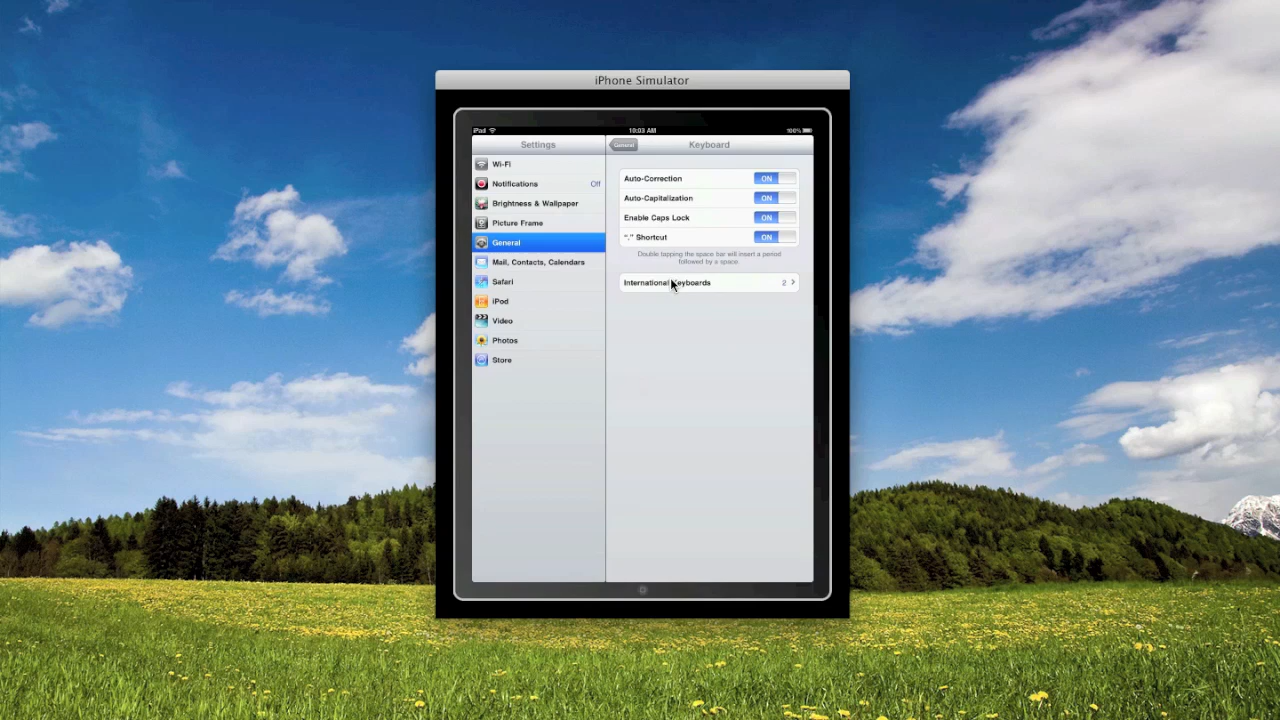 iPhone Simulator
iPad 10:03 AM 100%
Settings
General
Keyboard
Wi-Fi
Notifications Off
Brightness & Wallpaper
Picture Frame
General
Mail, Contacts, Calendars
Safari
iPod
Video
Photos
Store
Auto-Correction ON
Auto-Capitalization ON
Enable Caps Lock ON
“.” Shortcut ON
Double tapping the space bar will insert a period
followed by a space.
International Keyboards 2